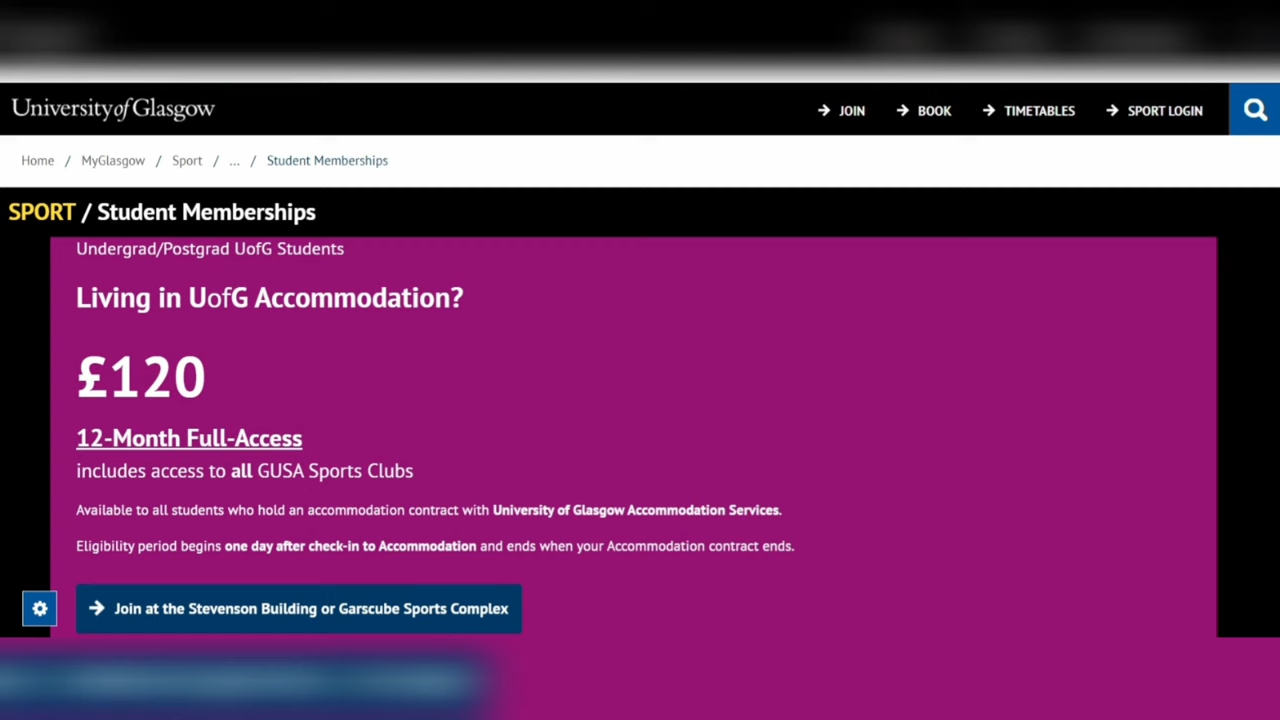 University of Glasgow
JOIN
BOOK
TIMETABLES
SPORT LOGIN
Home / MyGlasgow / Sport / ... / Student Memberships
SPORT / Student Memberships
Undergrad/Postgrad UofG Students
Living in UofG Accommodation?
£120
12-Month Full-Access
includes access to all GUSA Sports Clubs
Available to all students who hold an accommodation contract with University of Glasgow Accommodation Services.
Eligibility period begins one day after check-in to Accommodation and ends when your Accommodation contract ends.
Join at the Stevenson Building or Garscube Sports Complex